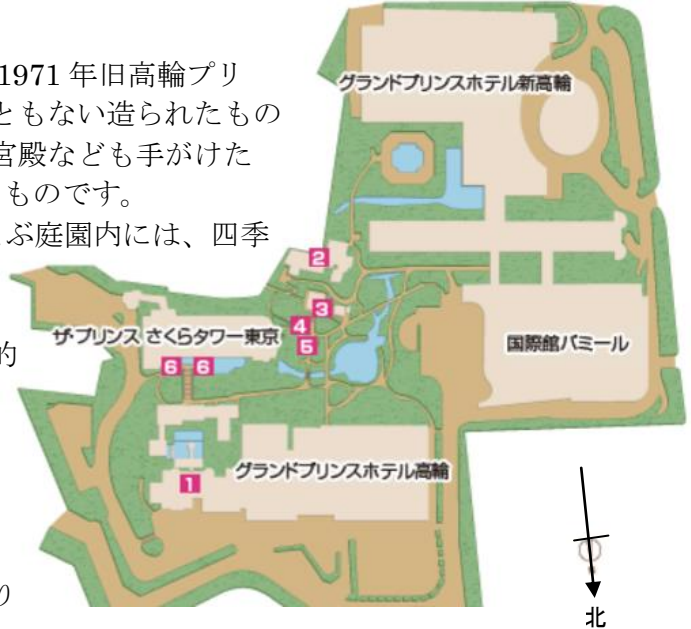 1971 年旧高輪プリ
ともない造られたもの
宮殿なども手がけた
ものです。
ぶ庭園内には、四季
的
り
グランドプリンスホテル新高輪
2
3
4
5
ザ・プリンス さくらタワー東京
6 6
国際館パミール
グランドプリンスホテル高輪
1
北